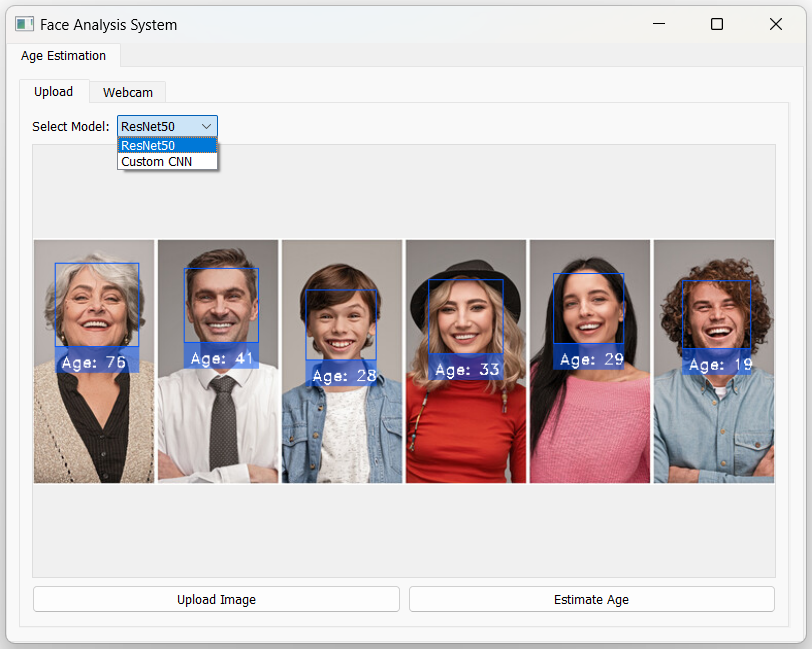 Face Analysis System
Age Estimation
Upload
Webcam
Select Model:
ResNet50
ResNet50
Custom CNN
Age: 76
Age: 41
Age: 28
Age: 33
Age: 29
Age: 19
Upload Image
Estimate Age